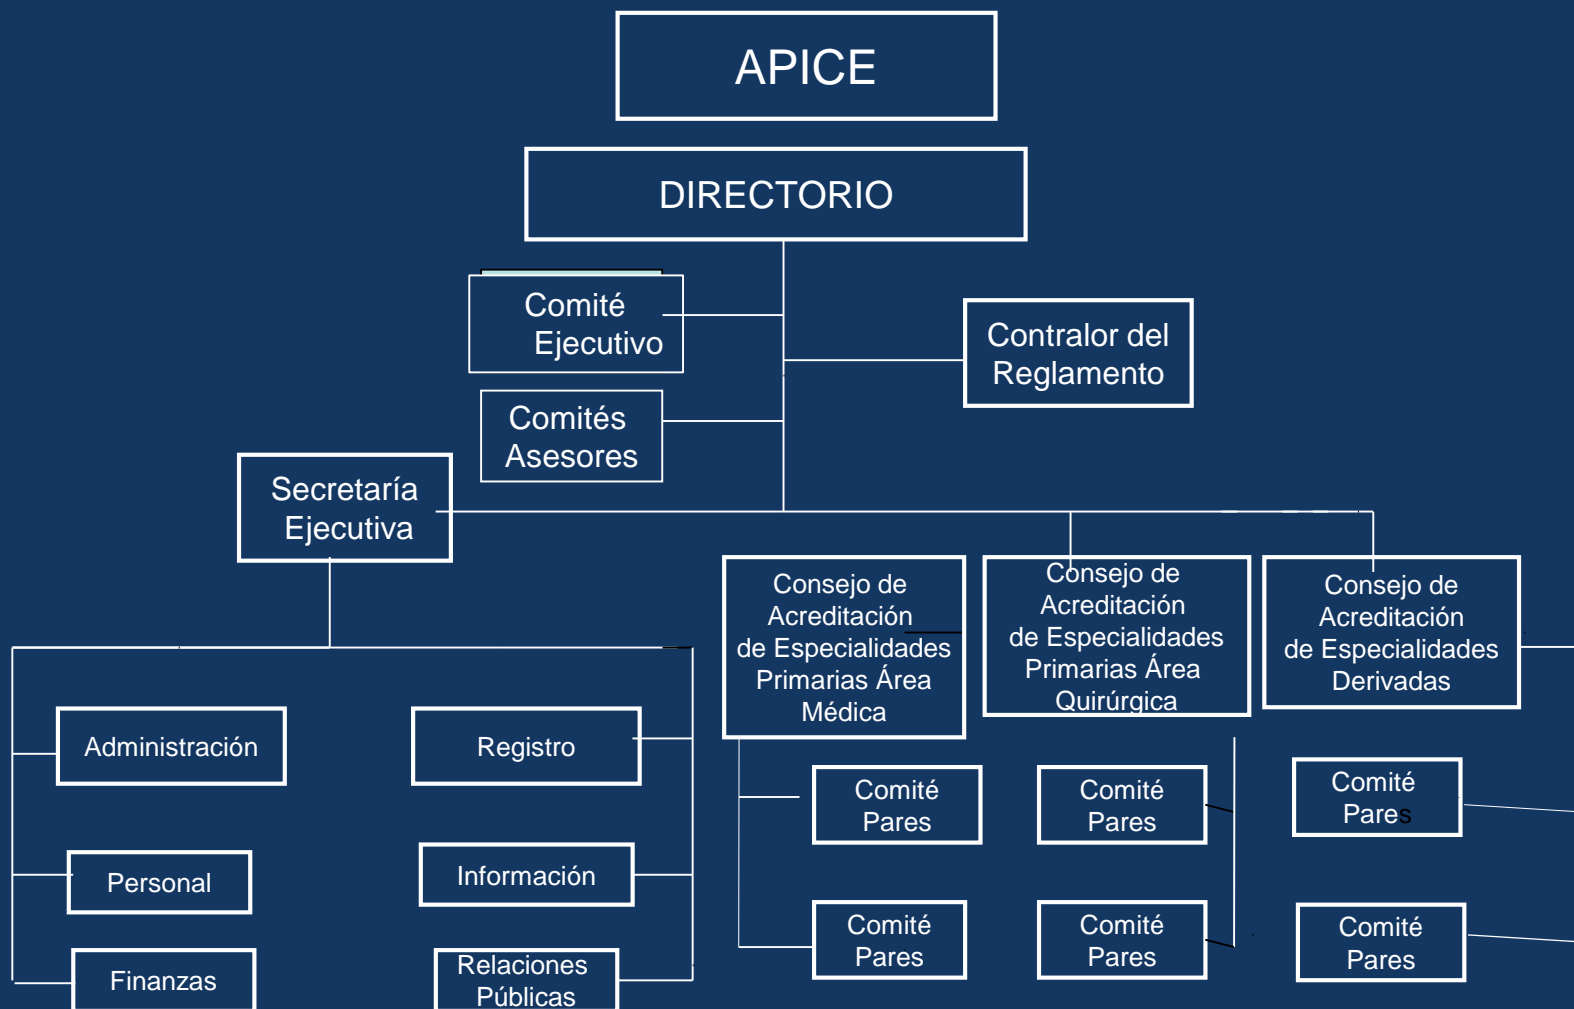 APICE
DIRECTORIO
Comité
Ejecutivo
Contralor del
Reglamento
Comités
Asesores
Secretaría
Ejecutiva
Consejo de
Acreditación
de Especialidades
Primarias Área
Médica
Consejo de
Acreditación
de Especialidades
Primarias Área
Quirúrgica
Consejo de
Acreditación
de Especialidades
Derivadas
Administración
Registro
Comité
Pares
Comité
Pares
Comité
Pares
Personal
Información
Comité
Pares
Comité
Pares
Comité
Pares
Finanzas
Relaciones
Públicas